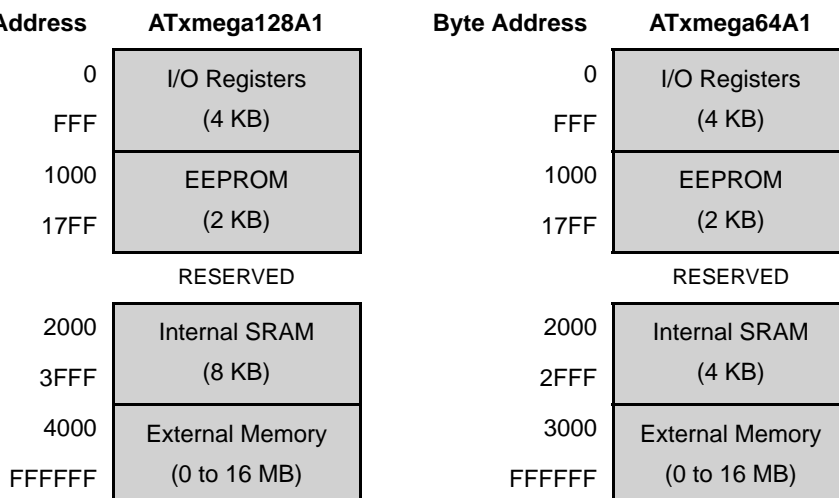 Address ATxmega128A1 Byte Address ATxmega64A1
0 I/O Registers 0 I/O Registers
(4 KB) (4 KB)
FFF FFF
1000 EEPROM 1000 EEPROM
17FF (2 KB) 17FF (2 KB)
RESERVED RESERVED
2000 Internal SRAM 2000 Internal SRAM
3FFF (8 KB) 2FFF (4 KB)
4000 External Memory 3000 External Memory
FFFFFF (0 to 16 MB) FFFFFF (0 to 16 MB)